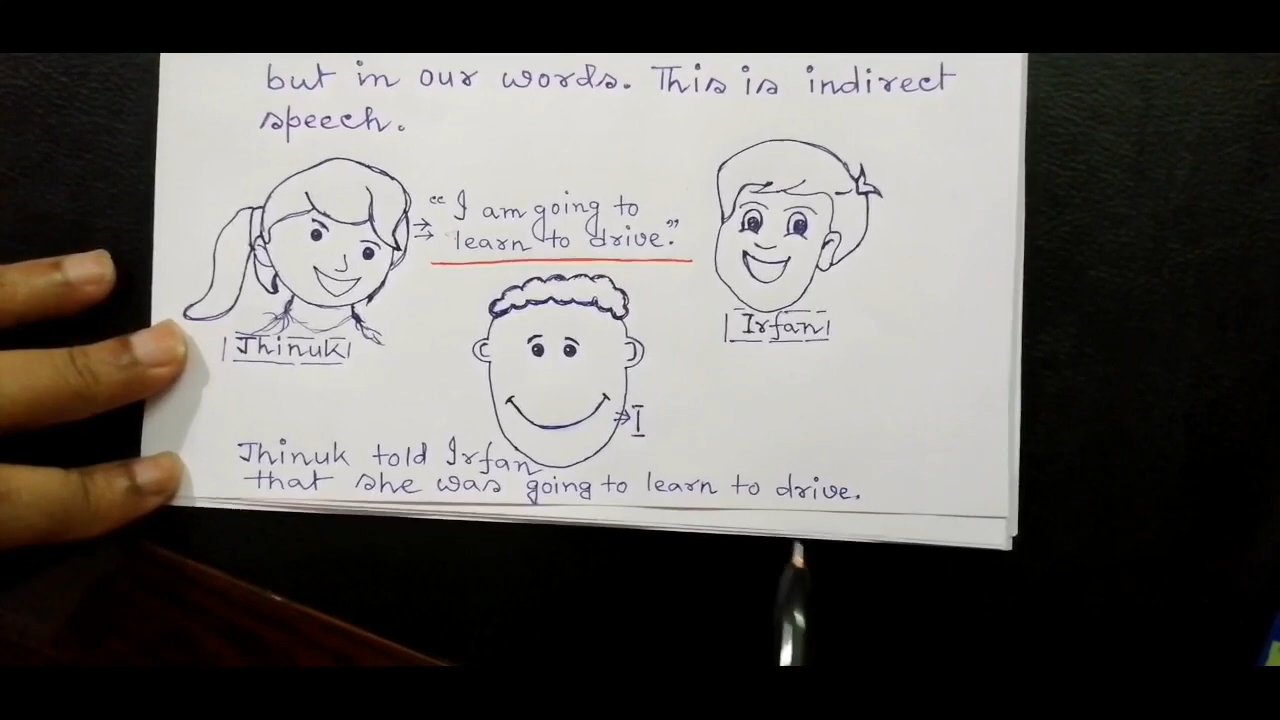 but in our words. This is indirect
speech.
“I am going to
learn to drive.”
Jhinuk
Irfan
I
Jhinuk told Irfan
that she was going to learn to drive.